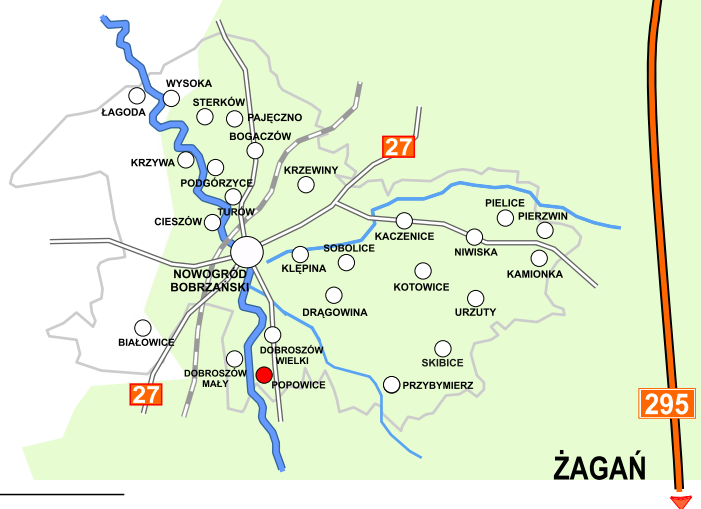 WYSOKA
ŁAGODA
STERKÓW
PAJĘCZNO
BOGACZÓW
27
KRZYWA
KRZEWINY
PODGÓRZYCE
PIELICE
TURÓW
PIERZWIN
CIESZÓW
KACZENICE
SOBOLICE
NIWISKA
KLĘPINA
NOWOGRÓD
BOBRZAŃSKI
KAMIONKA
KOTOWICE
DRĄGOWINA
URZUTY
BIAŁOWICE
DOBROSZÓW
WIELKI
SKIBICE
DOBROSZÓW
MAŁY
POPOWICE
PRZYBYMIERZ
27
295
ŻAGAŃ